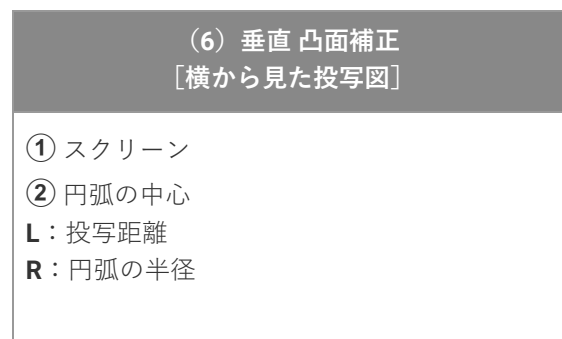 （6）垂直 凸面補正
［横から見た投写図］
① スクリーン
② 円弧の中心
L：投写距離
R：円弧の半径